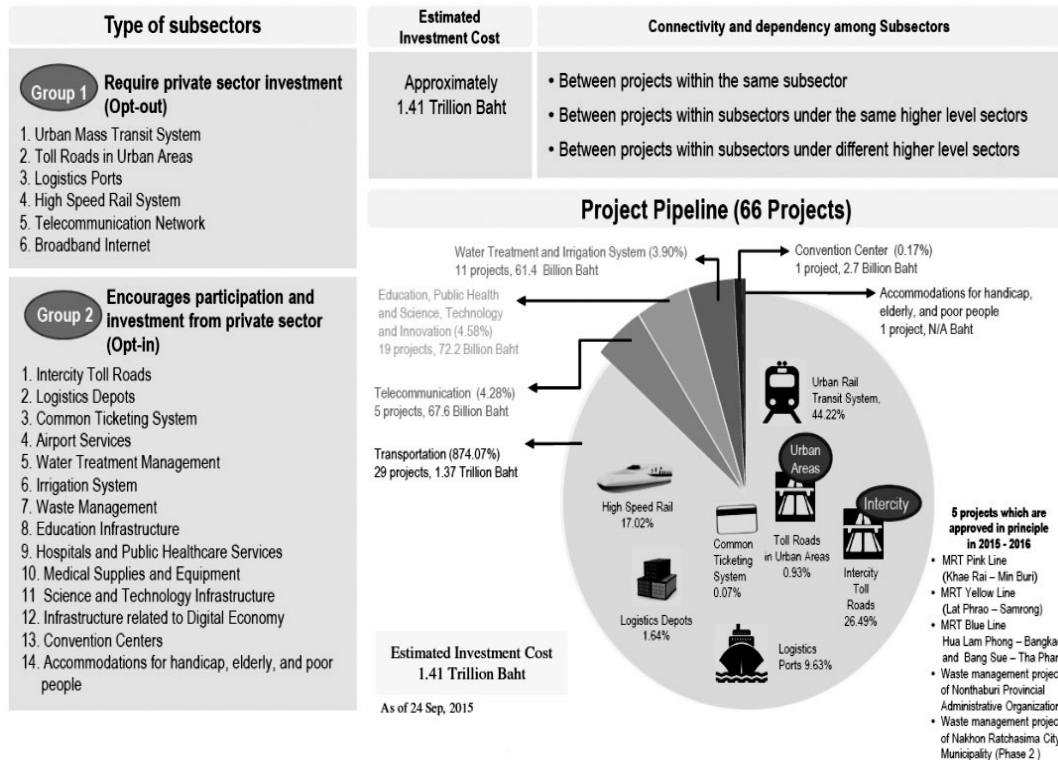 Type of subsectors
Group 1
Require private sector investment
(Opt-out)
1. Urban Mass Transit System
2. Toll Roads in Urban Areas
3. Logistics Ports
4. High Speed Rail System
5. Telecommunication Network
6. Broadband Internet
Group 2
Encourages participation and
investment from private sector
(Opt-in)
1. Intercity Toll Roads
2. Logistics Depots
3. Common Ticketing System
4. Airport Services
5. Water Treatment Management
6. Irrigation System
7. Waste Management
8. Education Infrastructure
9. Hospitals and Public Healthcare Services
10. Medical Supplies and Equipment
11 Science and Technology Infrastructure
12. Infrastructure related to Digital Economy
13. Convention Centers
14. Accommodations for handicap, elderly, and poor
people
Estimated
Investment Cost
Approximately
1.41 Trillion Baht
Connectivity and dependency among Subsectors
• Between projects within the same subsector
• Between projects within subsectors under the same higher level sectors
• Between projects within subsectors under different higher level sectors
Project Pipeline (66 Projects)
Water Treatment and Irrigation System (3.90%)
11 projects, 61.4 Billion Baht
Convention Center (0.17%)
1 project, 2.7 Billion Baht
Education, Public Health
and Science, Technology
and Innovation (4.58%)
19 projects, 72.2 Billion Baht
Accommodations for handicap,
elderly, and poor people
1 project, N/A Baht
Telecommunication (4.28%)
5 projects, 67.6 Billion Baht
Transportation (874.07%)
29 projects, 1.37 Trillion Baht
Urban Rail
Transit System,
44.22%
Urban
Areas
Intercity
High Speed Rail
17.02%
Common
Ticketing
System
0.07%
Toll Roads
in Urban Areas
0.93%
Intercity
Toll
Roads
26.49%
Logistics Depots
1.64%
Logistics
Ports 9.63%
Estimated Investment Cost
1.41 Trillion Baht
As of 24 Sep, 2015
5 projects which are
approved in principle
in 2015 - 2016
• MRT Pink Line
(Khae Rai – Min Buri)
• MRT Yellow Line
(Lat Phrao – Samrong)
• MRT Blue Line
Hua Lam Phong – Bangkae
and Bang Sue – Tha Phar
• Waste management projec
of Nonthaburi Provincial
Administrative Organization
• Waste management projec
of Nakhon Ratchasima City
Municipality (Phase 2 )